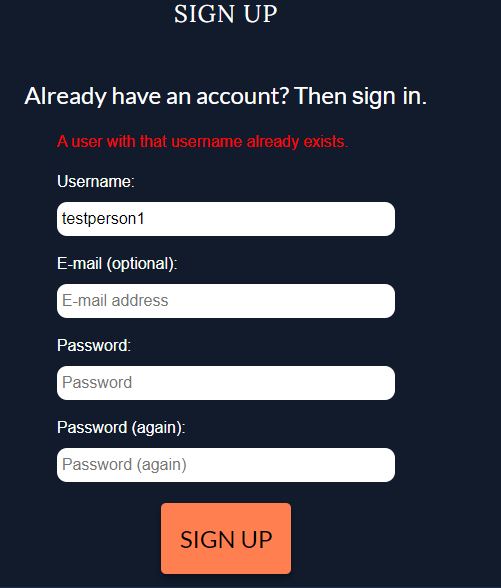 SIGN UP
Already have an account? Then sign in.
A user with that username already exists.
Username:
testperson1
E-mail (optional):
E-mail address
Password:
Password
Password (again):
Password (again)
SIGN UP